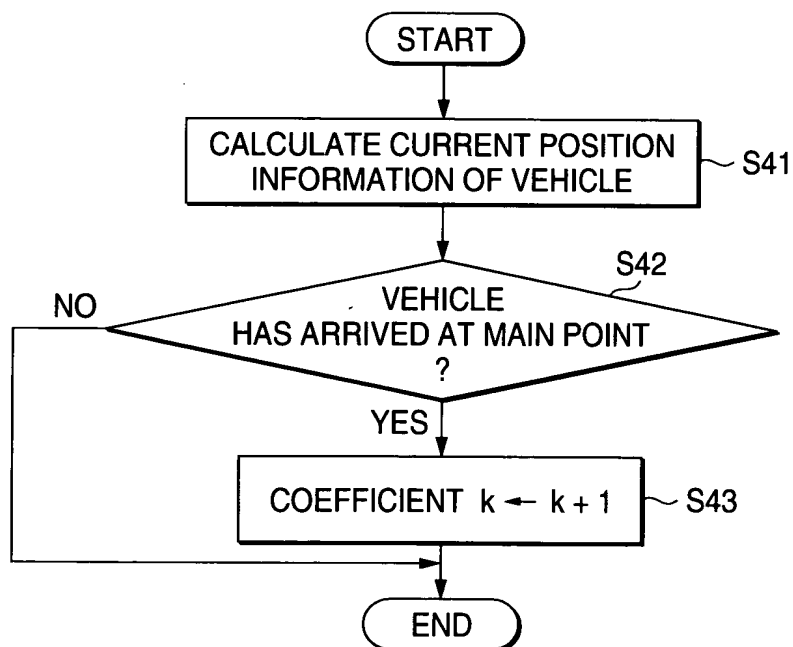 START
CALCULATE CURRENT POSITION
INFORMATION OF VEHICLE
S41
S42
NO
VEHICLE
HAS ARRIVED AT MAIN POINT
?
YES
COEFFICIENT k ← k + 1
S43
END